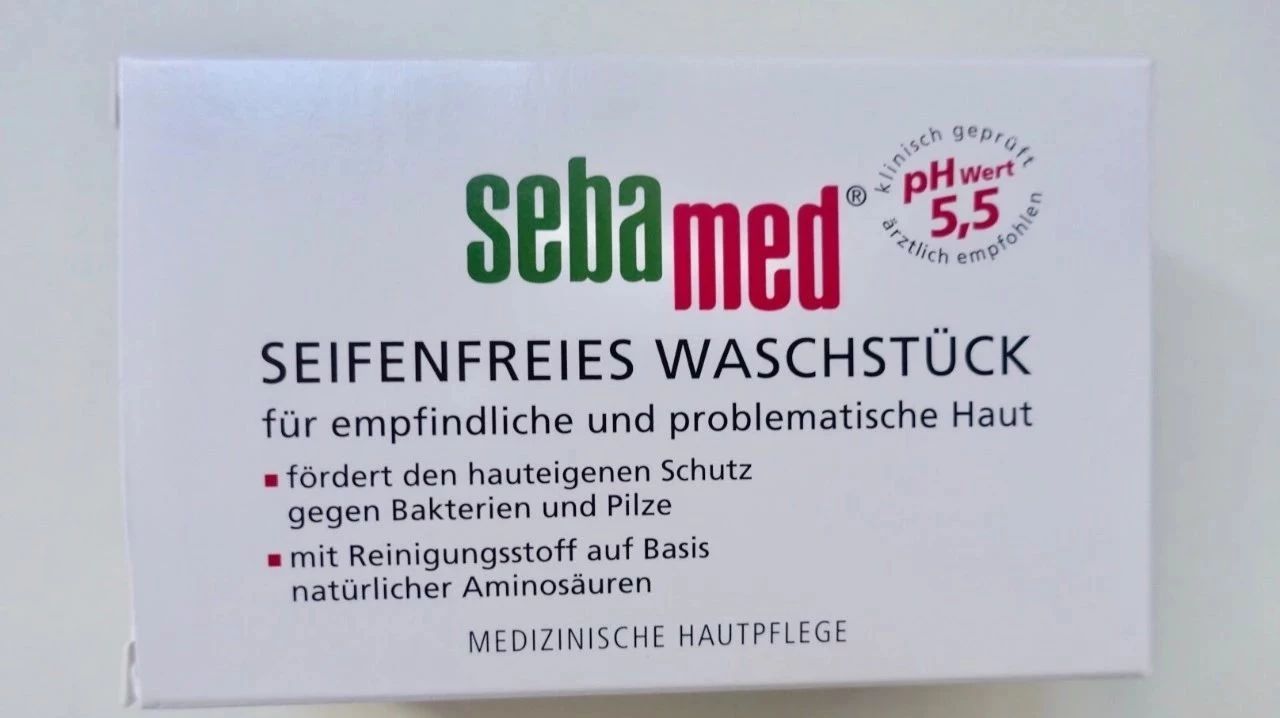 sebamed®
klinisch geprüft
pH Wert
5,5
ärztlich empfohlen
SEIFENFREIES WASCHSTÜCK
für empfindliche und problematische Haut
fördert den hauteigenen Schutz
gegen Bakterien und Pilze
mit Reinigungsstoff auf Basis
natürlicher Aminosäuren
MEDIZINISCHE HAUTPFLEGE